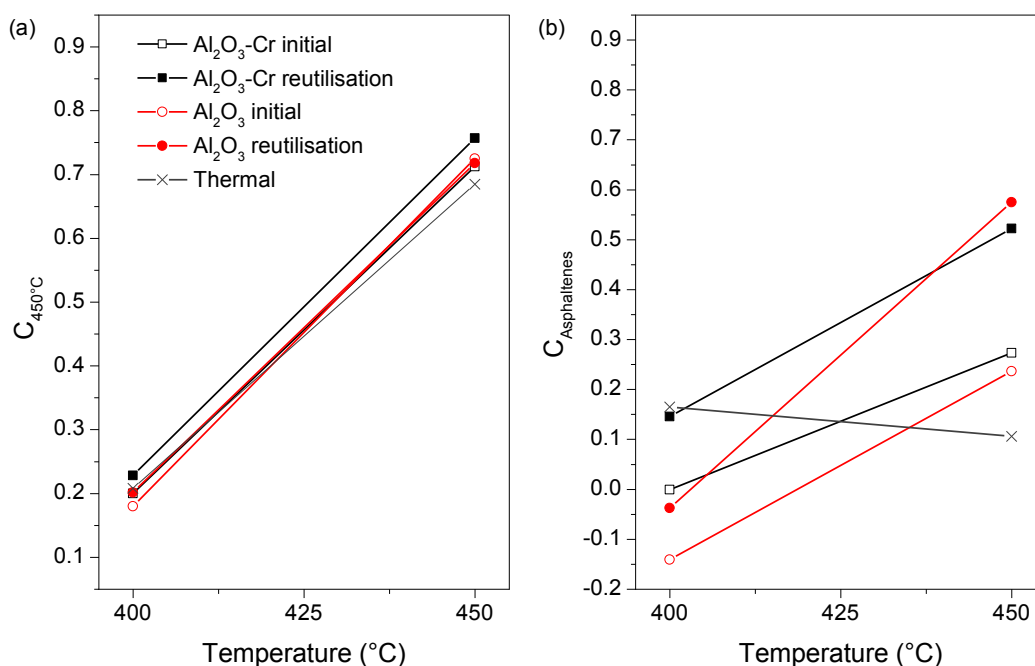 (a)
Al₂O₃-Cr initial
Al₂O₃-Cr reutilisation
Al₂O₃ initial
Al₂O₃ reutilisation
Thermal
0.9
0.8
0.7
0.6
0.5
0.4
0.3
0.2
0.1
C₄₅₀°C
400 425 450
Temperature (°C)
(b)
0.9
0.8
0.7
0.6
0.5
0.4
0.3
0.2
0.1
0.0
-0.1
-0.2
C_Asphaltenes
400 425 450
Temperature (°C)